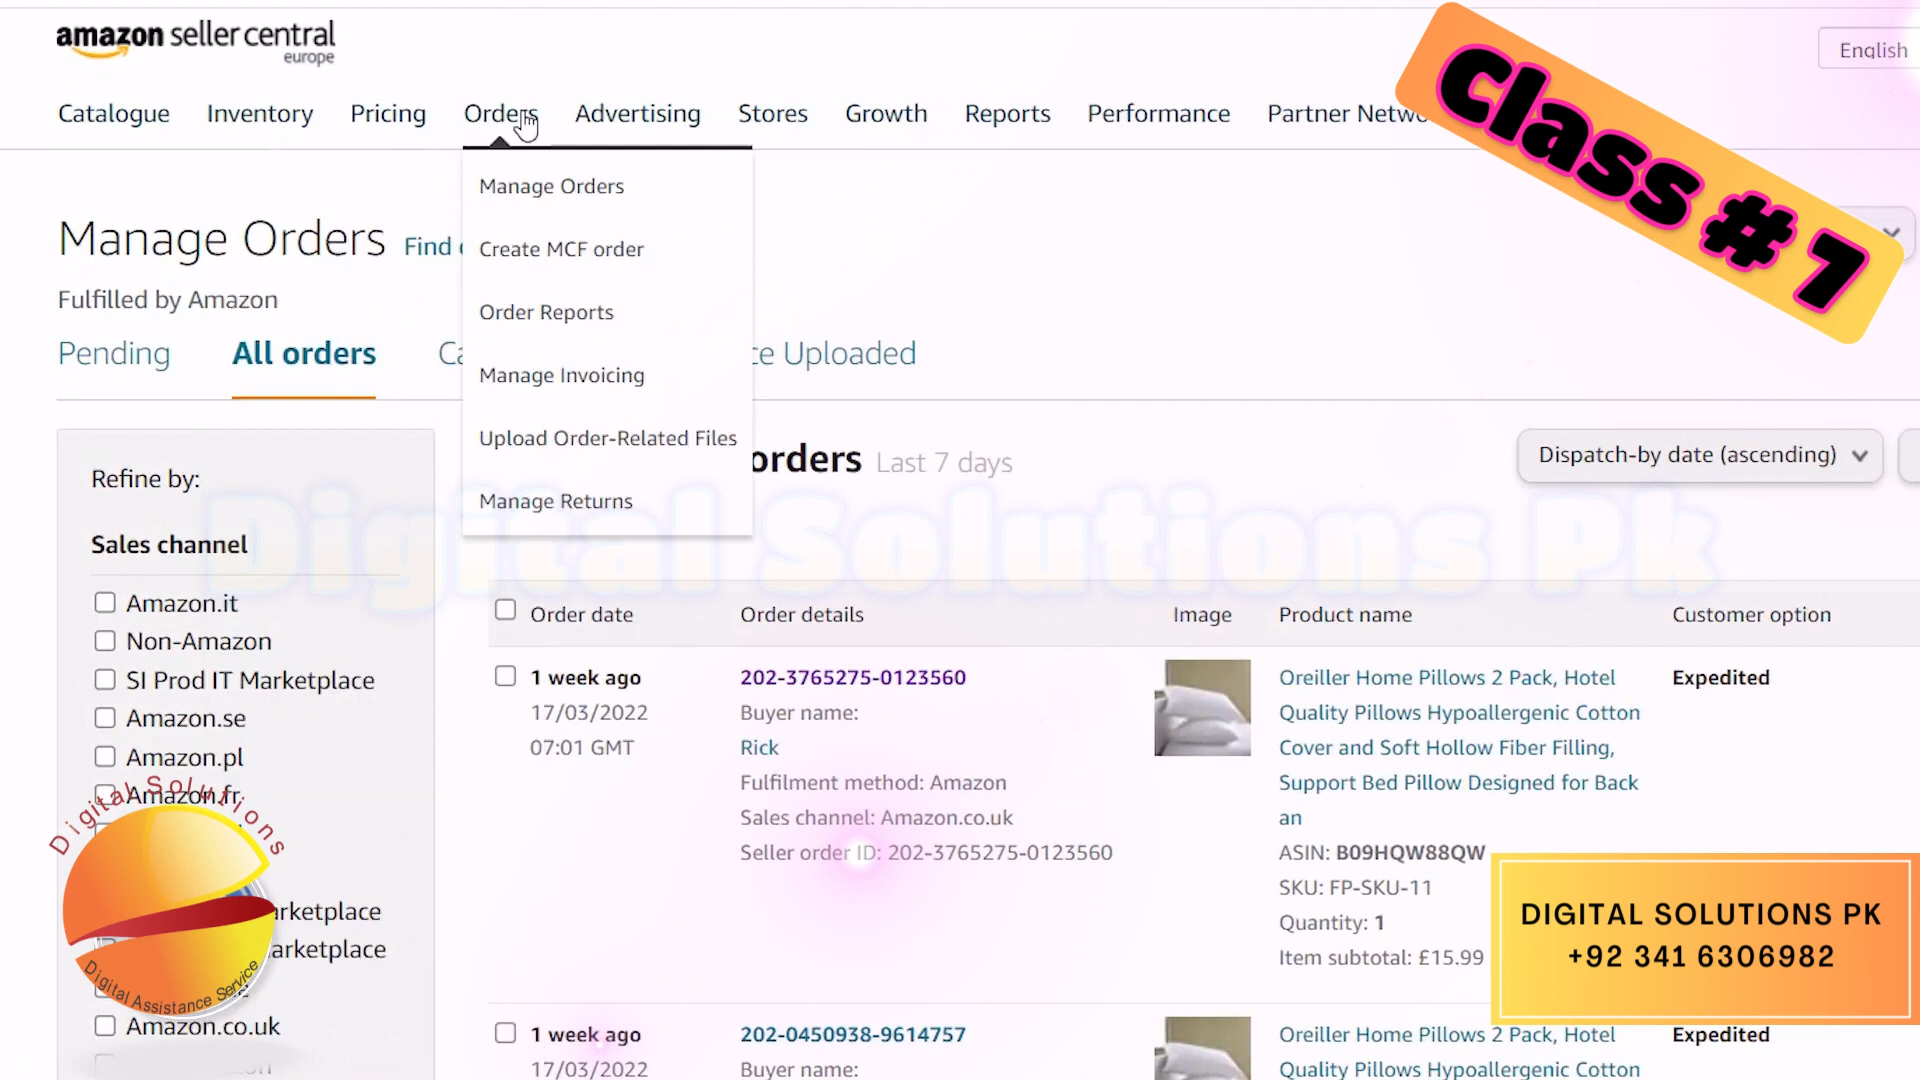 amazon seller central
europe
English
Class # 7
Catalogue Inventory Pricing Orders Advertising Stores Growth Reports Performance Partner Netwo
Manage Orders
Create MCF order
Order Reports
Manage Invoicing
Upload Order-Related Files
Manage Returns
Manage Orders Find
Fulfilled by Amazon
Pending All orders Ca ce Uploaded
orders Last 7 days
Dispatch-by date (ascending)
Refine by:
Sales channel
Digital Solutions Pk
Amazon.it
Non-Amazon
SI Prod IT Marketplace
Amazon.se
Amazon.pl
Amazon.fr
arketplace
arketplace
Amazon.co.uk
Digital Solutions
Digital Assistance Service
Order date Order details Image Product name Customer option
1 week ago
17/03/2022
07:01 GMT
202-3765275-0123560
Buyer name:
Rick
Fulfilment method: Amazon
Sales channel: Amazon.co.uk
Seller order ID: 202-3765275-0123560
Oreiller Home Pillows 2 Pack, Hotel
Quality Pillows Hypoallergenic Cotton
Cover and Soft Hollow Fiber Filling,
Support Bed Pillow Designed for Back
an
ASIN: B09HQW88QW
SKU: FP-SKU-11
Quantity: 1
Item subtotal: £15.99
Expedited
DIGITAL SOLUTIONS PK
+92 341 6306982
1 week ago
17/03/2022
202-0450938-9614757
Buyer name:
Oreiller Home Pillows 2 Pack, Hotel
Quality Pillows Hypoallergenic Cotton
Expedited